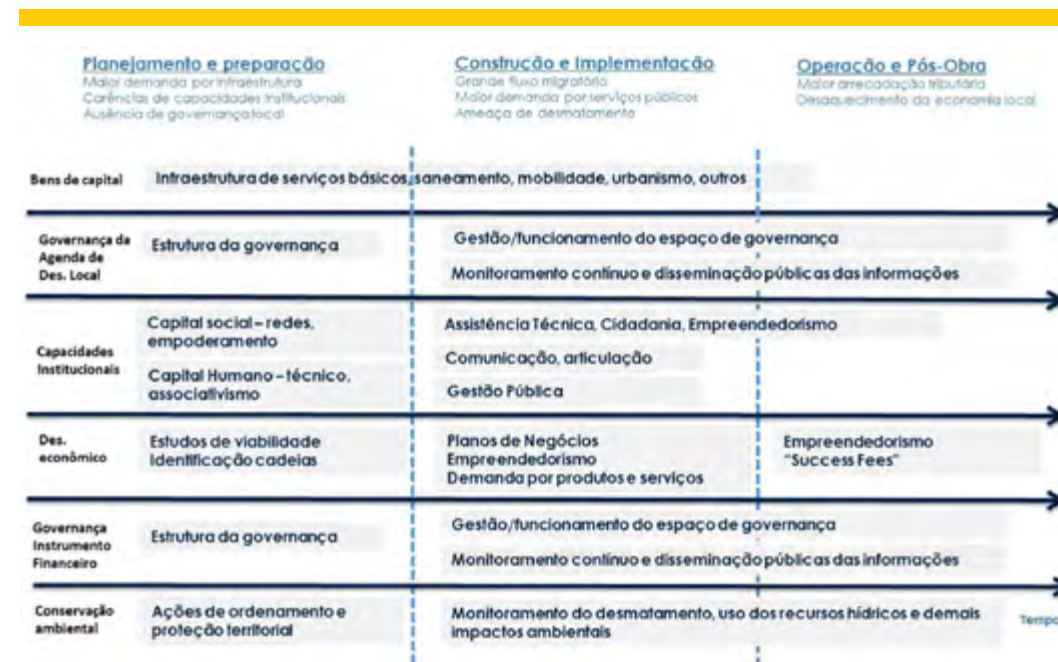 Planejamento e preparação
Maior demanda por infraestrutura
Carências de capacidades institucionais
Ausência de governança local
Construção e Implementação
Grande fluxo migratório
Maior demanda por serviços públicos
Ameaça de desmatamento
Operação e Pós-Obra
Maior arrecadação tributária
Desaquecimento da economia local
Bens de capital
Infraestrutura de serviços básicos, saneamento, mobilidade, urbanismo, outros
Governança da
Agenda de
Des. Local
Estrutura da governança
Gestão/funcionamento do espaço de governança
Monitoramento contínuo e disseminação públicas das informações
Capacidades
Institucionais
Capital social – redes,
empoderamento
Capital Humano – técnico,
associativismo
Assistência Técnica, Cidadania, Empreendedorismo
Comunicação, articulação
Gestão Pública
Des.
econômico
Estudos de viabilidade
Identificação cadeias
Planos de Negócios
Empreendedorismo
Demanda por produtos e serviços
Empreendedorismo
"Success Fees"
Governança
Instrumento
Financeiro
Estrutura da governança
Gestão/funcionamento do espaço de governança
Monitoramento contínuo e disseminação públicas das informações
Conservação
ambiental
Ações de ordenamento e
proteção territorial
Monitoramento do desmatamento, uso dos recursos hídricos e demais
impactos ambientais
Tempo